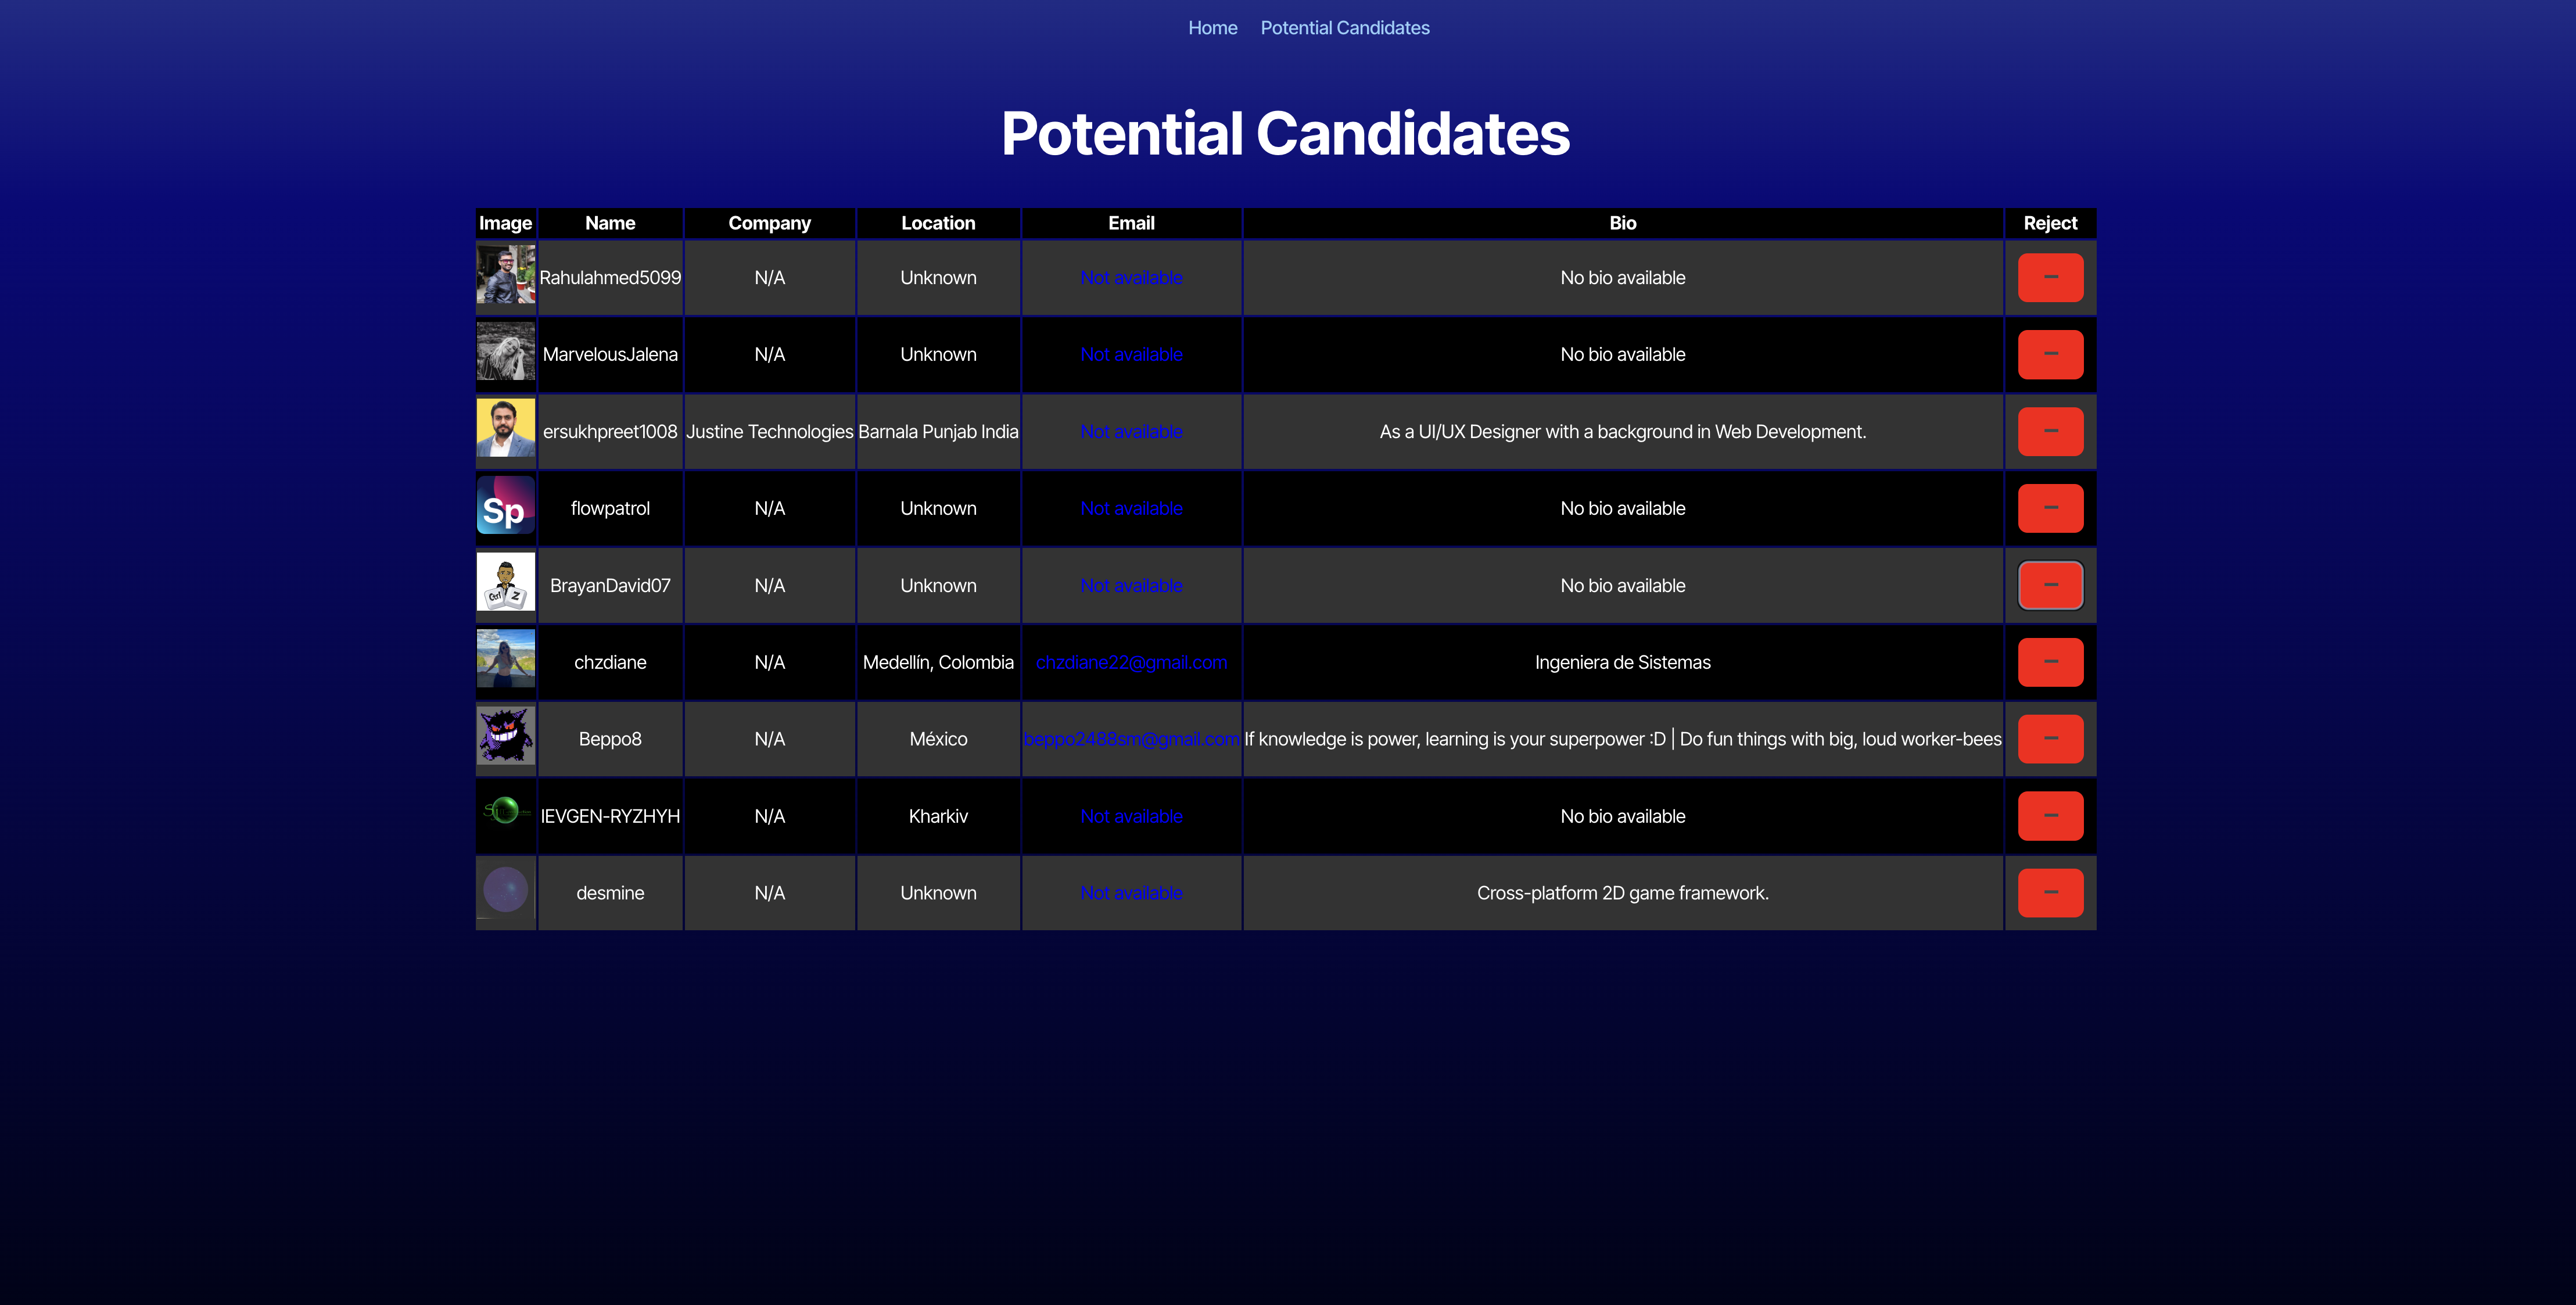 Home Potential Candidates
Potential Candidates
Image Name Company Location Email Bio Reject
Rahulahmed5099 N/A Unknown Not available No bio available −
MarvelousJalena N/A Unknown Not available No bio available −
ersukhpreet1008 Justine Technologies Barnala Punjab India Not available As a UI/UX Designer with a background in Web Development. −
Sp flowpatrol N/A Unknown Not available No bio available −
Ctrl Z BrayanDavid07 N/A Unknown Not available No bio available −
chzdiane N/A Medellín, Colombia chzdiane22@gmail.com Ingeniera de Sistemas −
Beppo8 N/A México beppo2488sm@gmail.com If knowledge is power, learning is your superpower :D | Do fun things with big, loud worker-bees −
IEVGEN-RYZHYH N/A Kharkiv Not available No bio available −
desmine N/A Unknown Not available Cross-platform 2D game framework. −